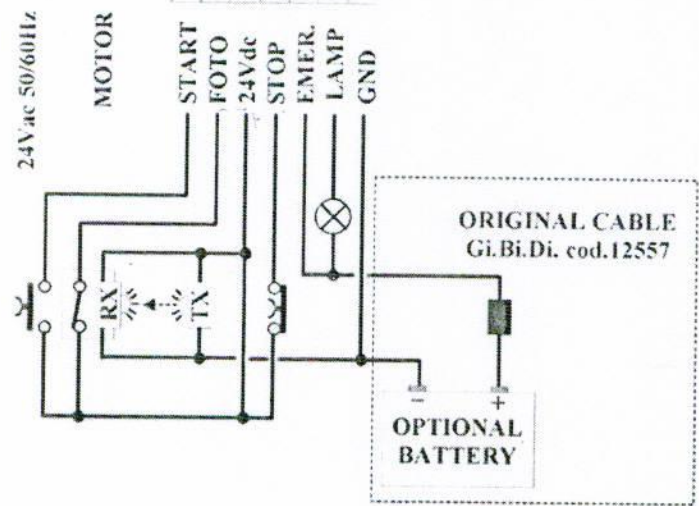 24Vac 50/60Hz
MOTOR
START
FOTO
24Vdc
STOP
EMER.
LAMP
GND
ORIGINAL CABLE
Gi.Bi.Di. cod.12557
RX
TX
- +
OPTIONAL
BATTERY